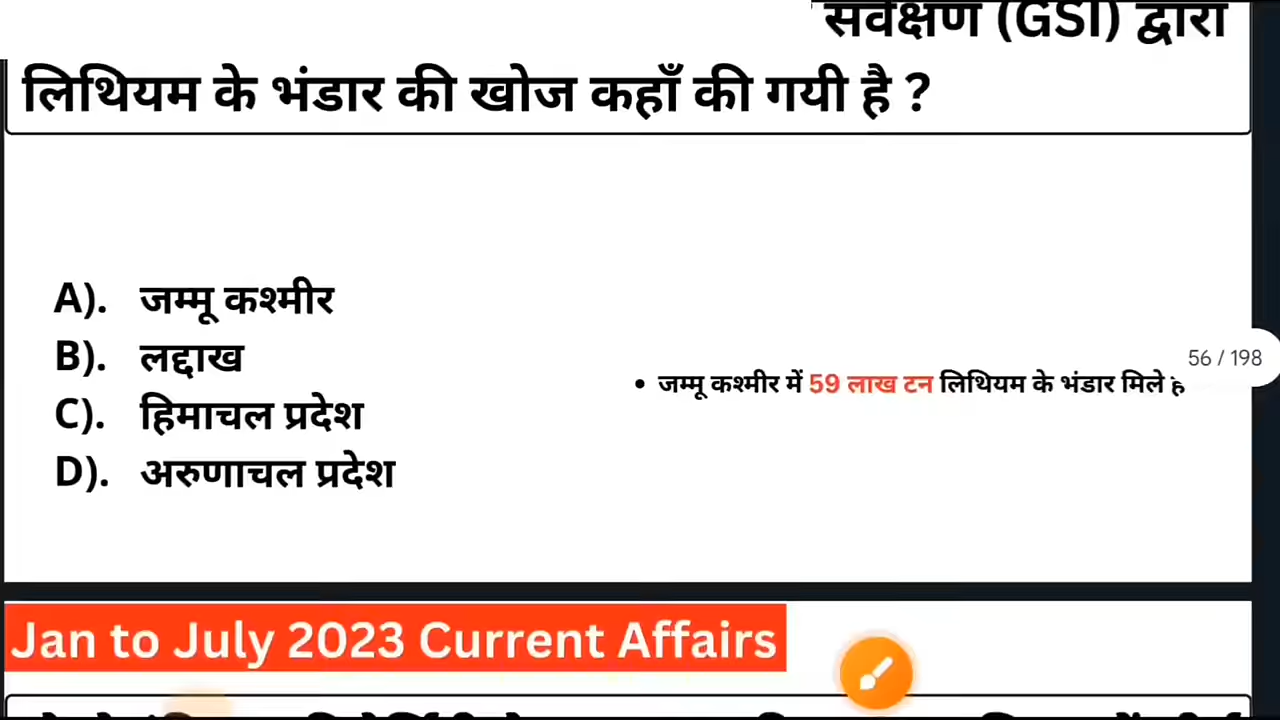 सर्वेक्षण (GSI) द्वारा
लिथियम के भंडार की खोज कहाँ की गयी है ?
A). जम्मू कश्मीर
B). लद्दाख
C). हिमाचल प्रदेश
D). अरुणाचल प्रदेश
• जम्मू कश्मीर में 59 लाख टन लिथियम के भंडार मिले
56 / 198
Jan to July 2023 Current Affairs